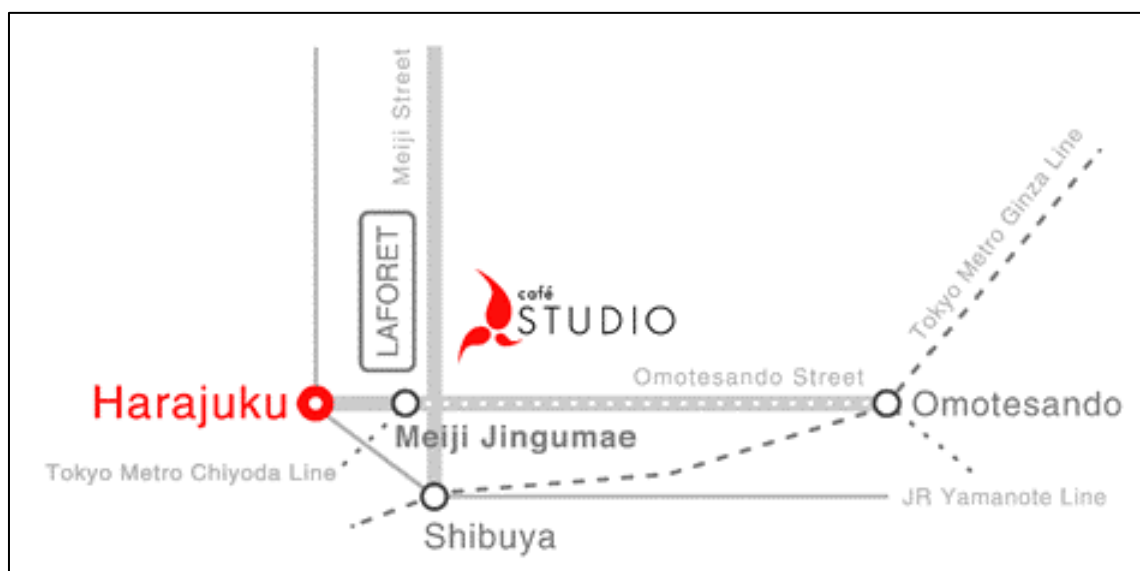 Meiji Street
LAFORET
café
STUDIO
Tokyo Metro Ginza Line
Omotesando Street
Harajuku
Omotesando
Meiji Jingumae
Tokyo Metro Chiyoda Line
JR Yamanote Line
Shibuya